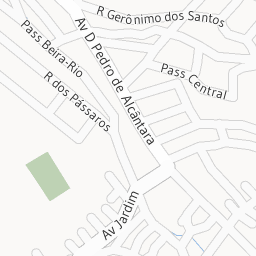 R Gerônimo dos Santos
Av D Pedro de Alcântara
Pass Beira-Rio
Pass Central
R dos Pássaros
Av Jardim